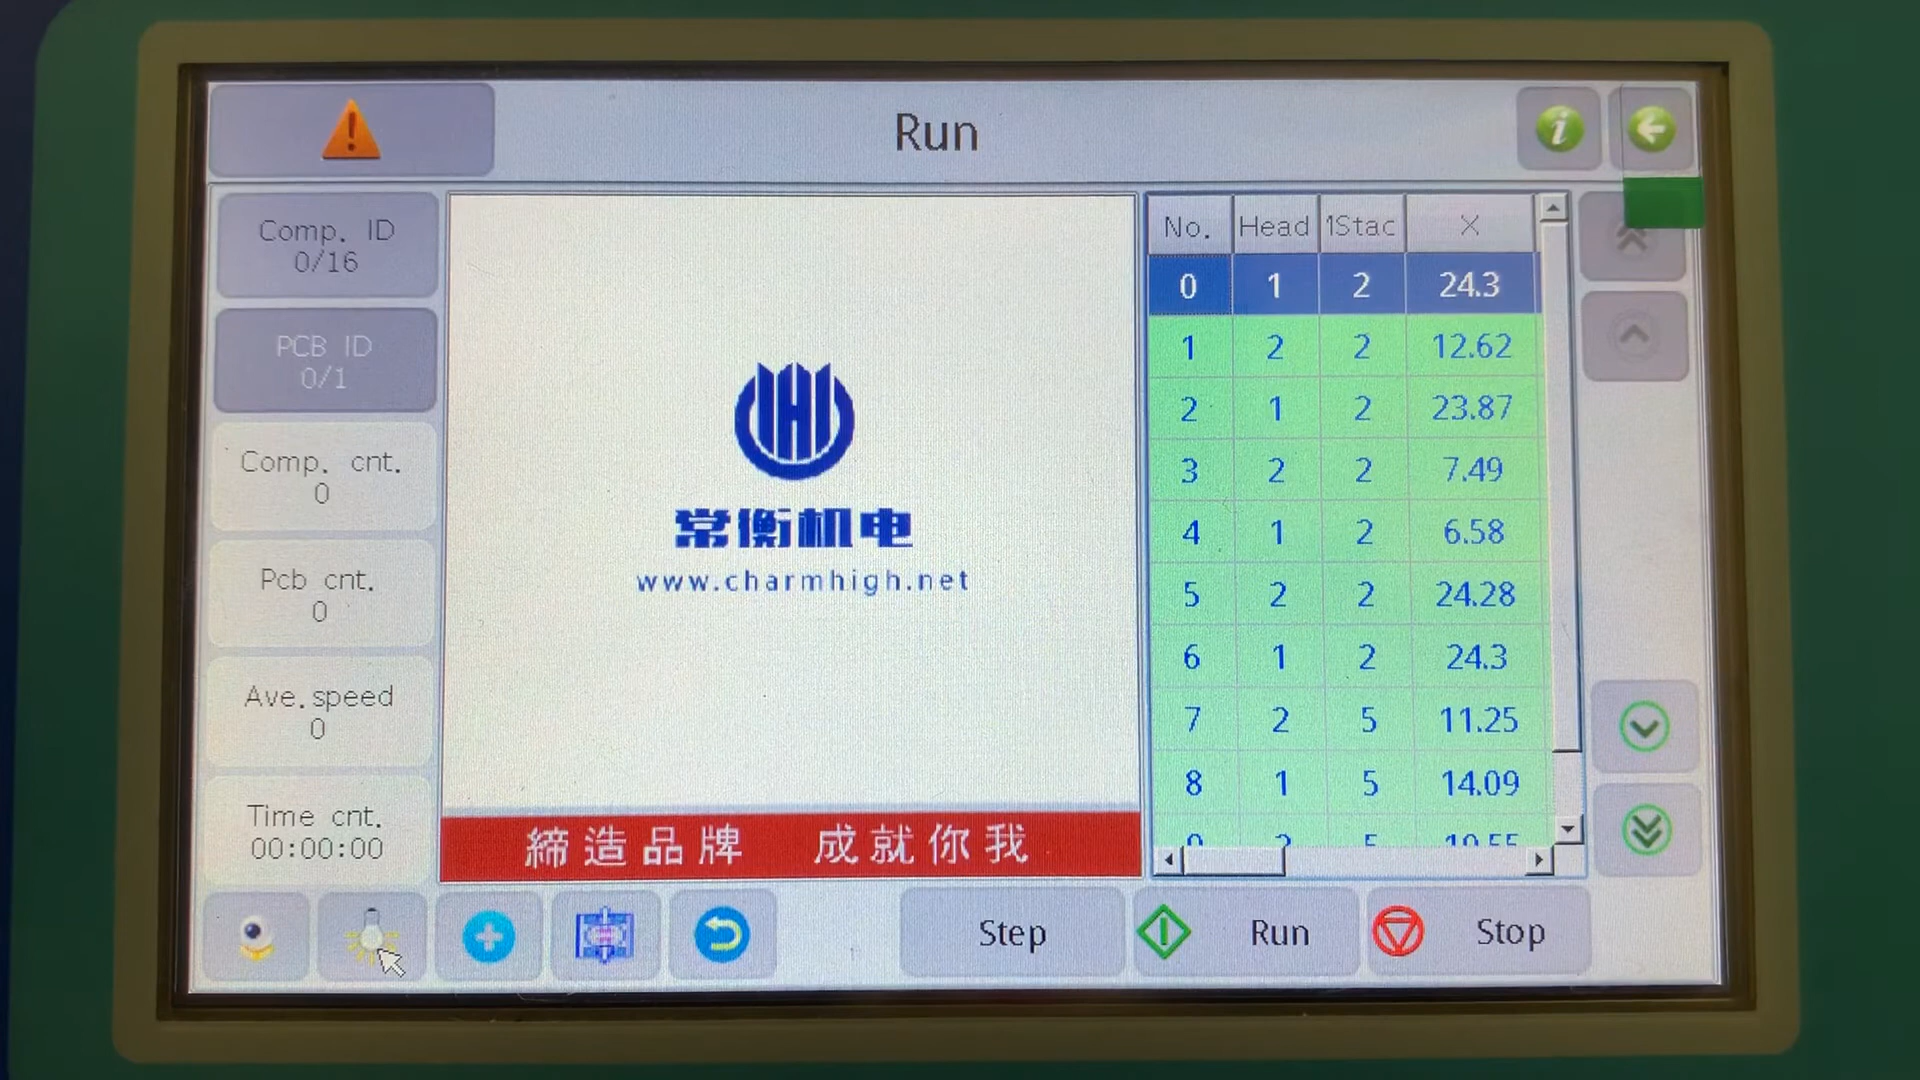 Run
Comp. ID
0/16
PCB ID
0/1
Comp. cnt.
0
Pcb cnt.
0
Ave.speed
0
Time cnt.
00:00:00
常衡机电
www.charmhigh.net
締造品牌 成就你我
No. Head 1Stac X
0 1 2 24.3
1 2 2 12.62
2 1 2 23.87
3 2 2 7.49
4 1 2 6.58
5 2 2 24.28
6 1 2 24.3
7 2 5 11.25
8 1 5 14.09
Step Run Stop